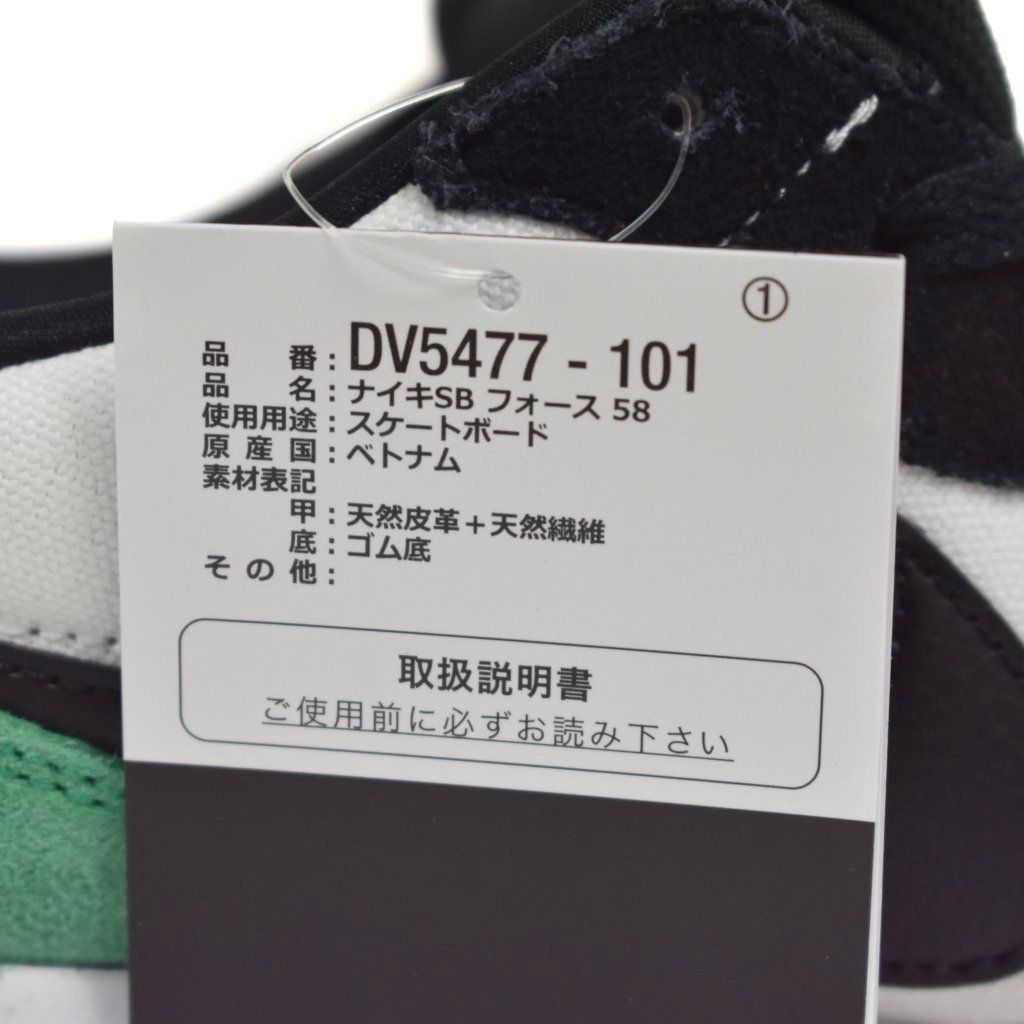 ①
品番：DV5477 - 101
品名：ナイキSB フォース 58
使用用途：スケートボード
原産国：ベトナム
素材表記
甲：天然皮革＋天然繊維
底：ゴム底
その他：
取扱説明書
ご使用前に必ずお読み下さい